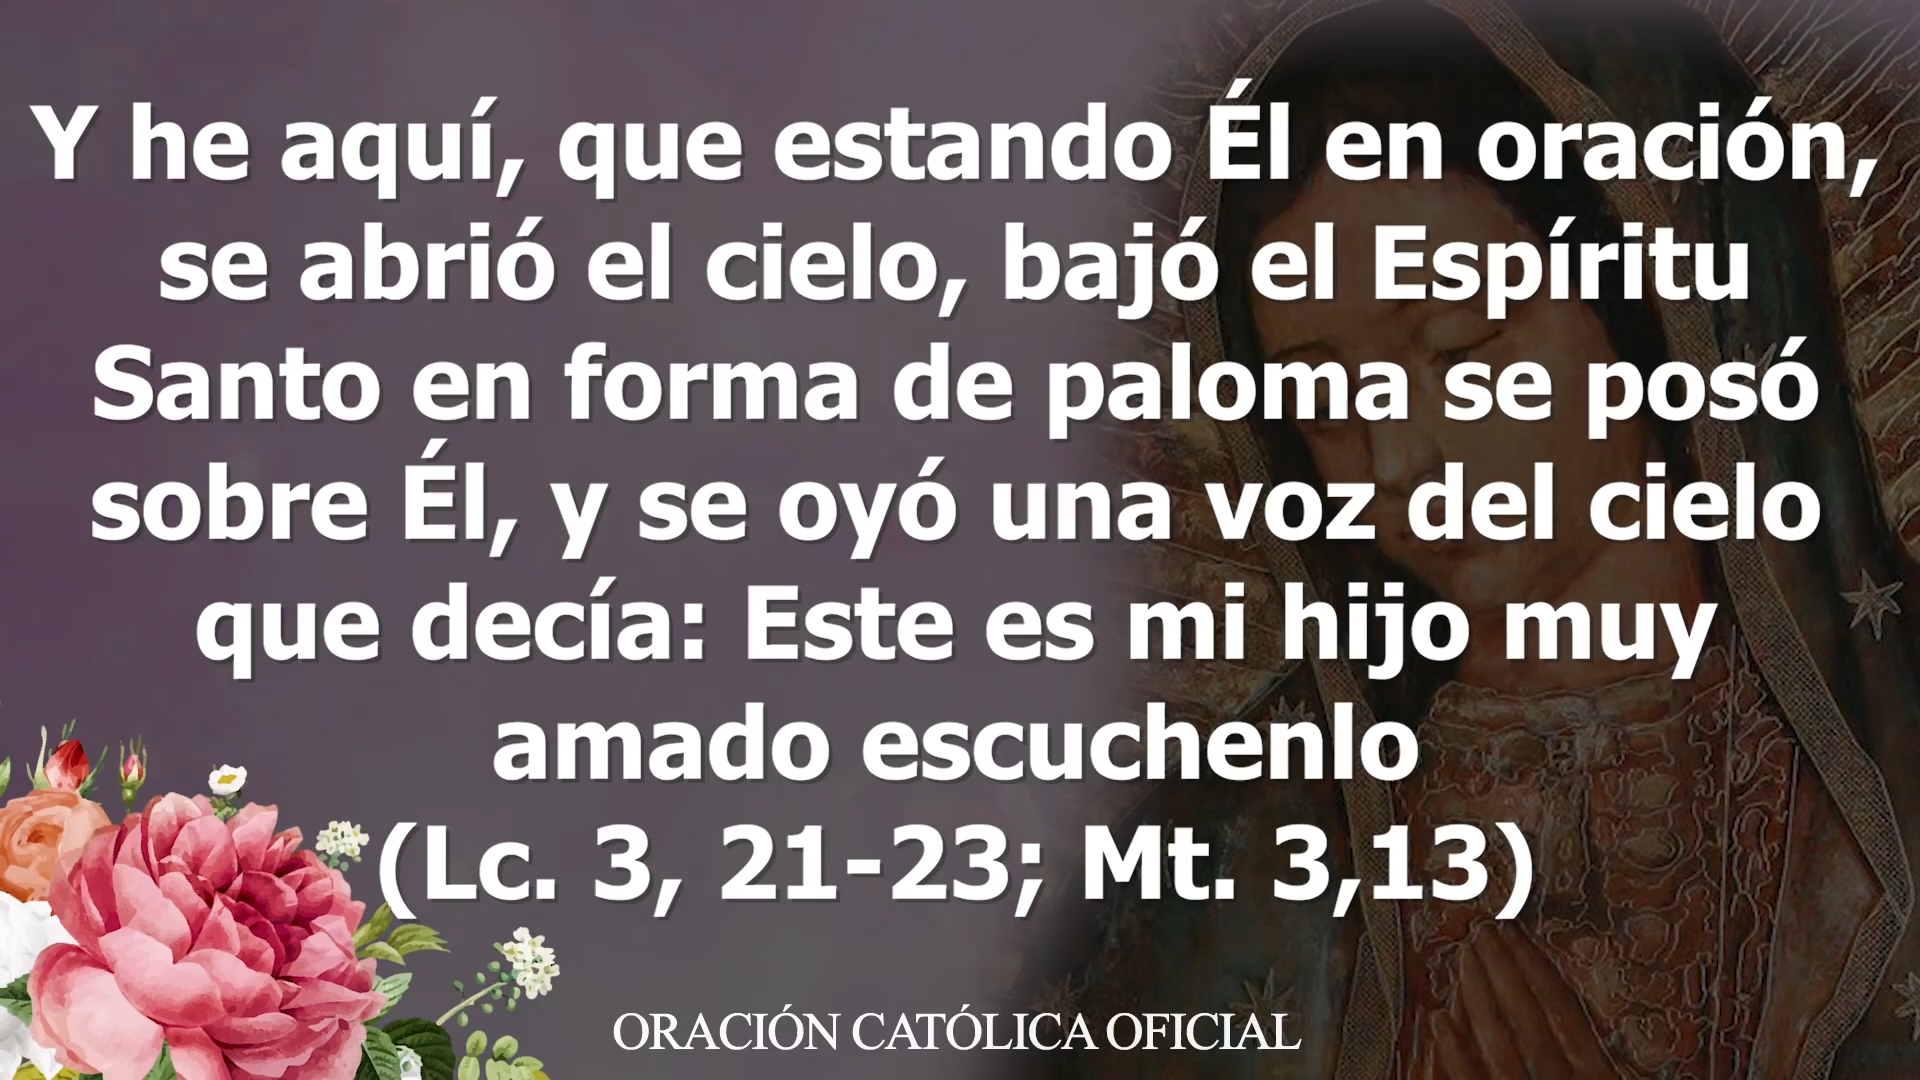 Y he aquí, que estando Él en oración,
se abrió el cielo, bajó el Espíritu
Santo en forma de paloma se posó
sobre Él, y se oyó una voz del cielo
que decía: Este es mi hijo muy
amado escuchenlo
(Lc. 3, 21-23; Mt. 3,13)
ORACIÓN CATÓLICA OFICIAL